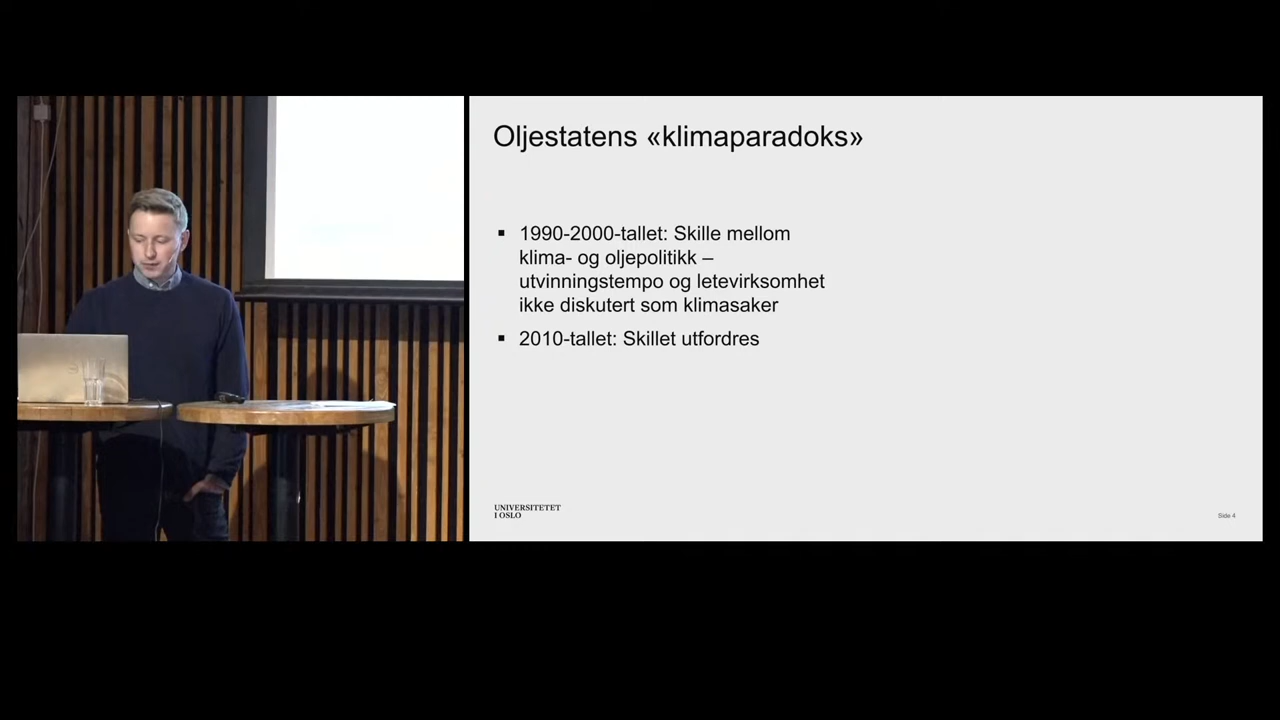 Oljestatens «klimaparadoks»
▪ 1990-2000-tallet: Skille mellom
klima- og oljepolitikk –
utvinningstempo og letevirksomhet
ikke diskutert som klimasaker
▪ 2010-tallet: Skillet utfordres
UNIVERSITETET
I OSLO
Side 4